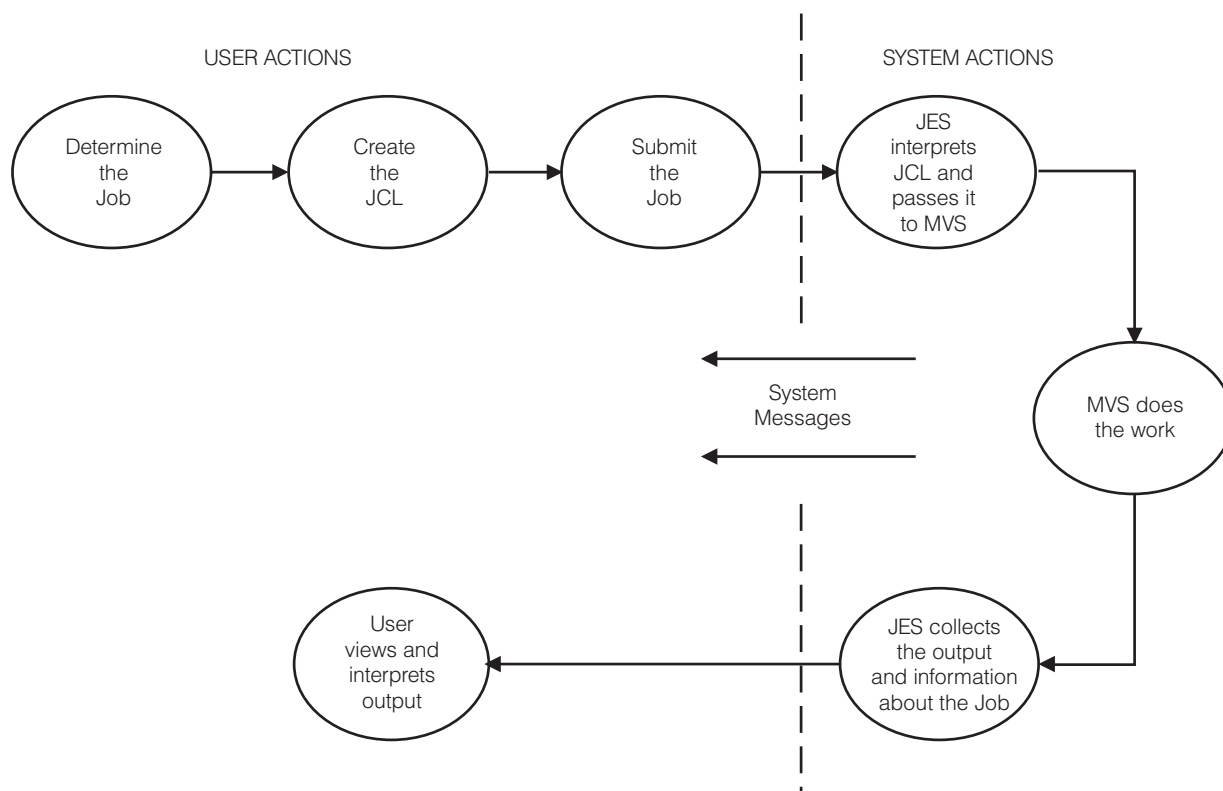 USER ACTIONS
SYSTEM ACTIONS
Determine
the
Job
Create
the
JCL
Submit
the
Job
JES
interprets
JCL and
passes it
to MVS
System
Messages
MVS does
the work
User
views and
interprets
output
JES collects
the output
and information
about the Job